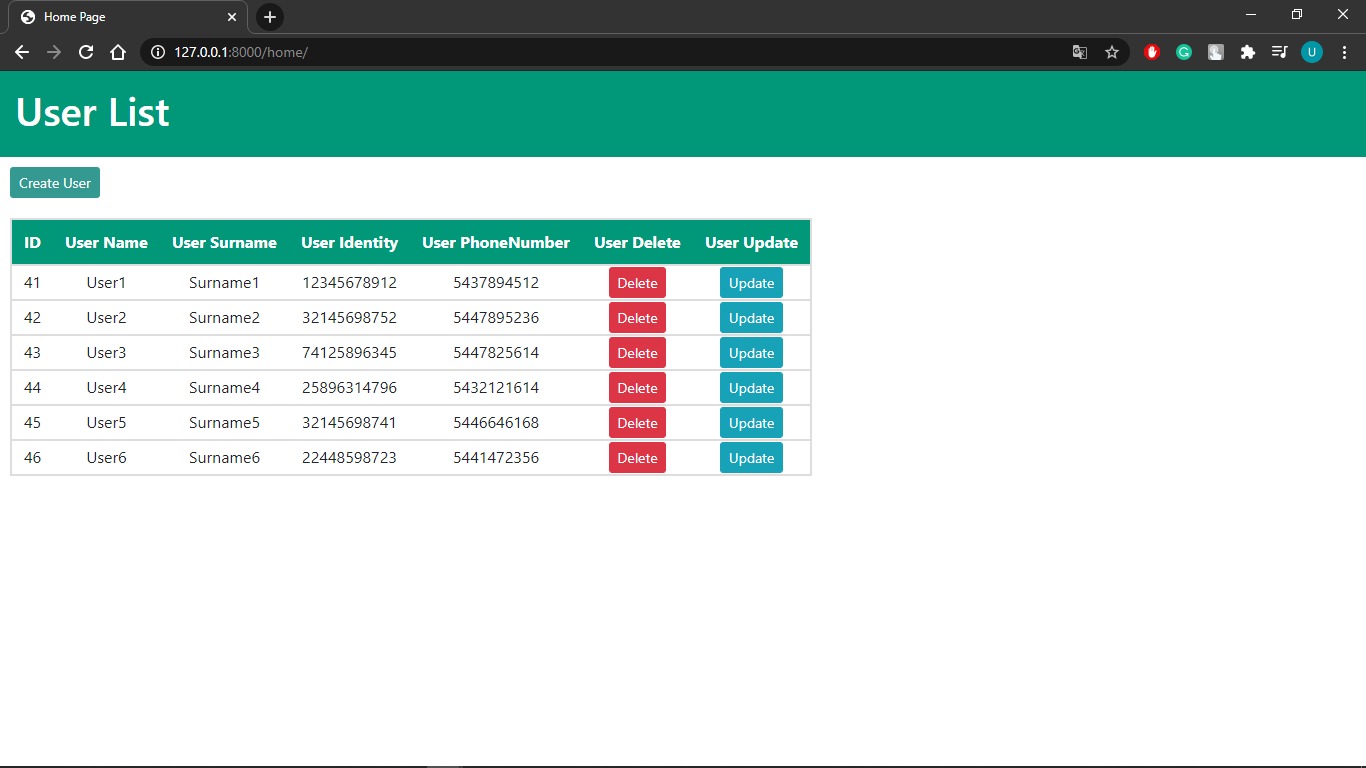 Home Page
127.0.0.1:8000/home/
U
User List
Create User
ID User Name User Surname User Identity User PhoneNumber User Delete User Update
41 User1 Surname1 12345678912 5437894512 Delete Update
42 User2 Surname2 32145698752 5447895236 Delete Update
43 User3 Surname3 74125896345 5447825614 Delete Update
44 User4 Surname4 25896314796 5432121614 Delete Update
45 User5 Surname5 32145698741 5446646168 Delete Update
46 User6 Surname6 22448598723 5441472356 Delete Update